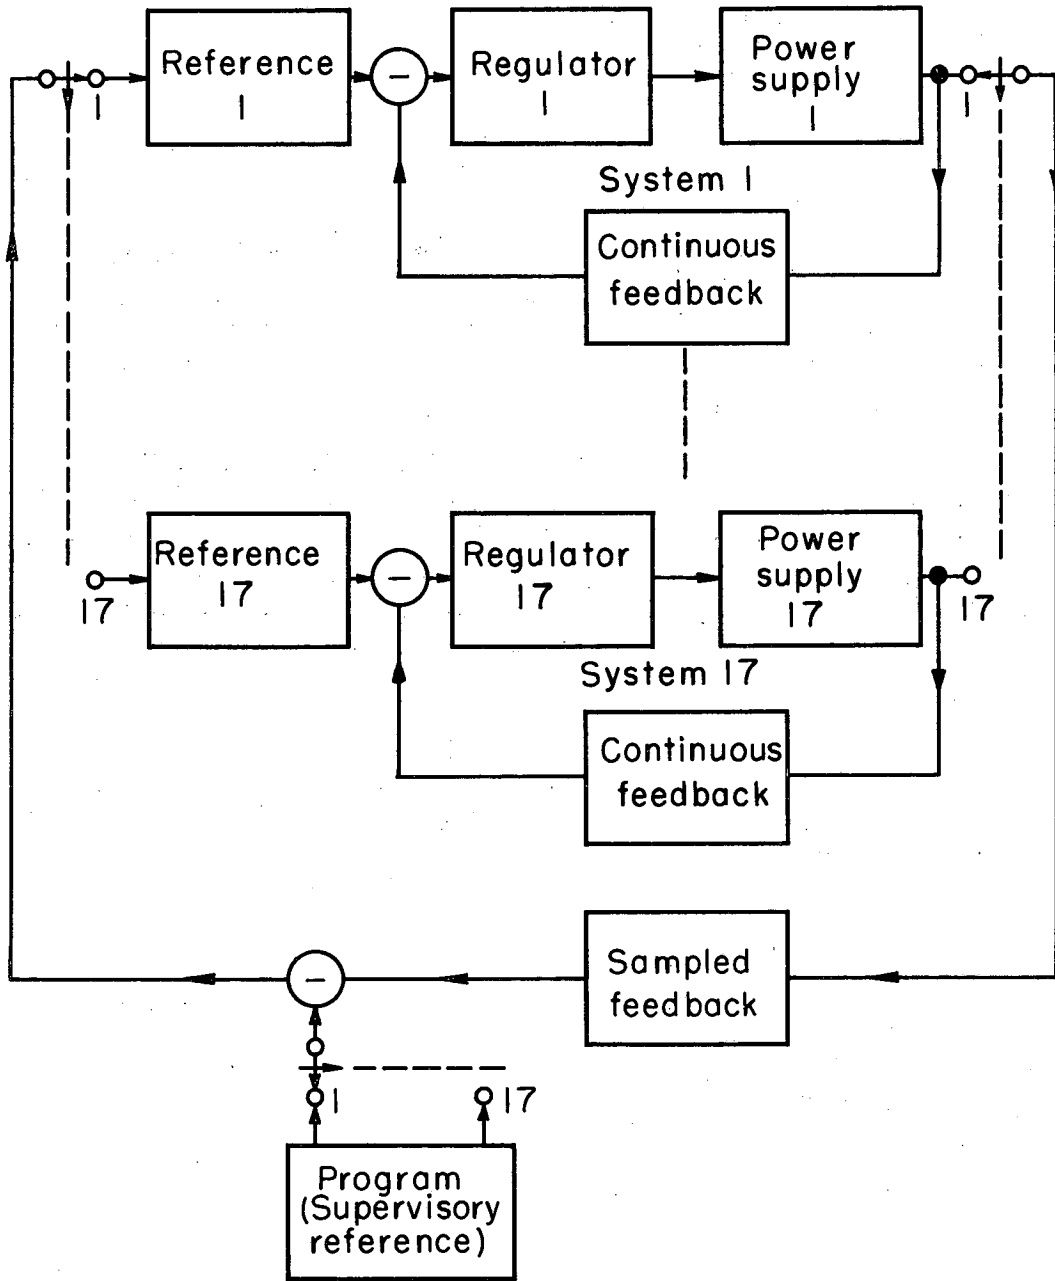 Reference
1
−
Regulator
1
Power
supply
1
1
1
System 1
Continuous
feedback
Reference
17
−
Regulator
17
Power
supply
17
17
17
System 17
Continuous
feedback
−
Sampled
feedback
1
17
Program
(Supervisory
reference)